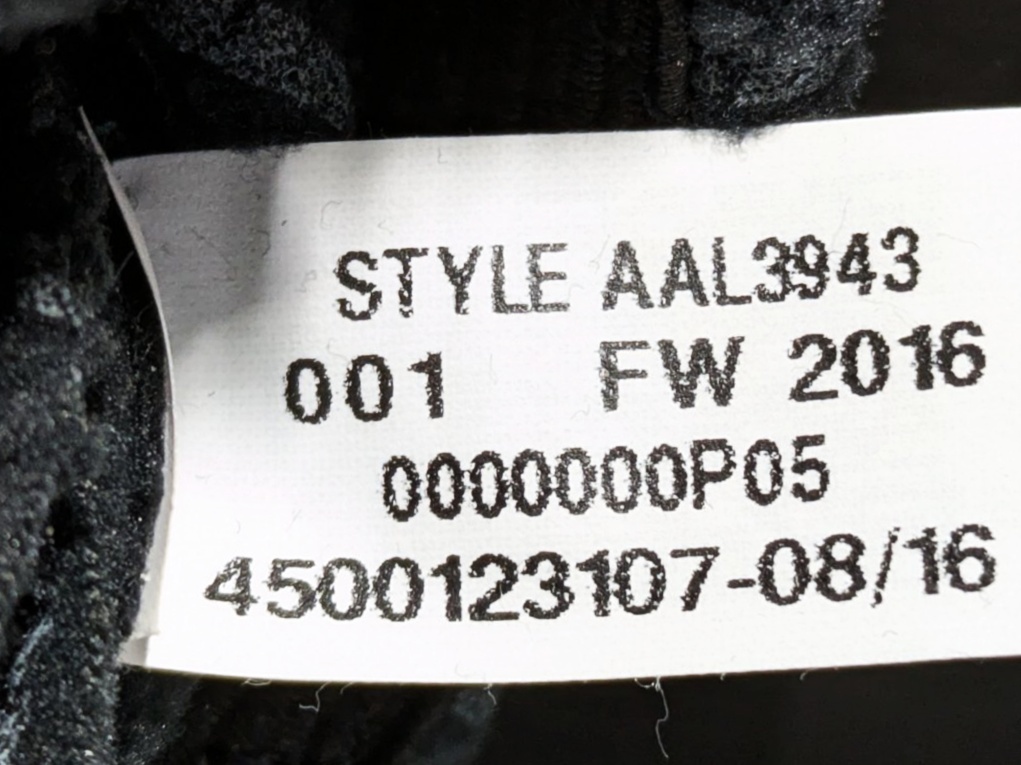 STYLE AAL3943
001 FW 2016
0000000P05
4500123107-08/16